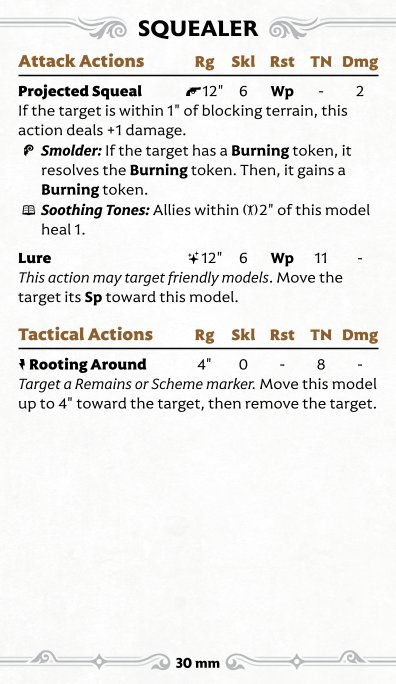 SQUEALER
Attack Actions Rg Skl Rst TN Dmg
Projected Squeal 12" 6 Wp - 2
If the target is within 1" of blocking terrain, this
action deals +1 damage.
Smolder: If the target has a Burning token, it
resolves the Burning token. Then, it gains a
Burning token.
Soothing Tones: Allies within 2" of this model
heal 1.
Lure 12" 6 Wp 11 -
This action may target friendly models. Move the
target its Sp toward this model.
Tactical Actions Rg Skl Rst TN Dmg
Rooting Around 4" 0 - 8 -
Target a Remains or Scheme marker. Move this model
up to 4" toward the target, then remove the target.
30 mm